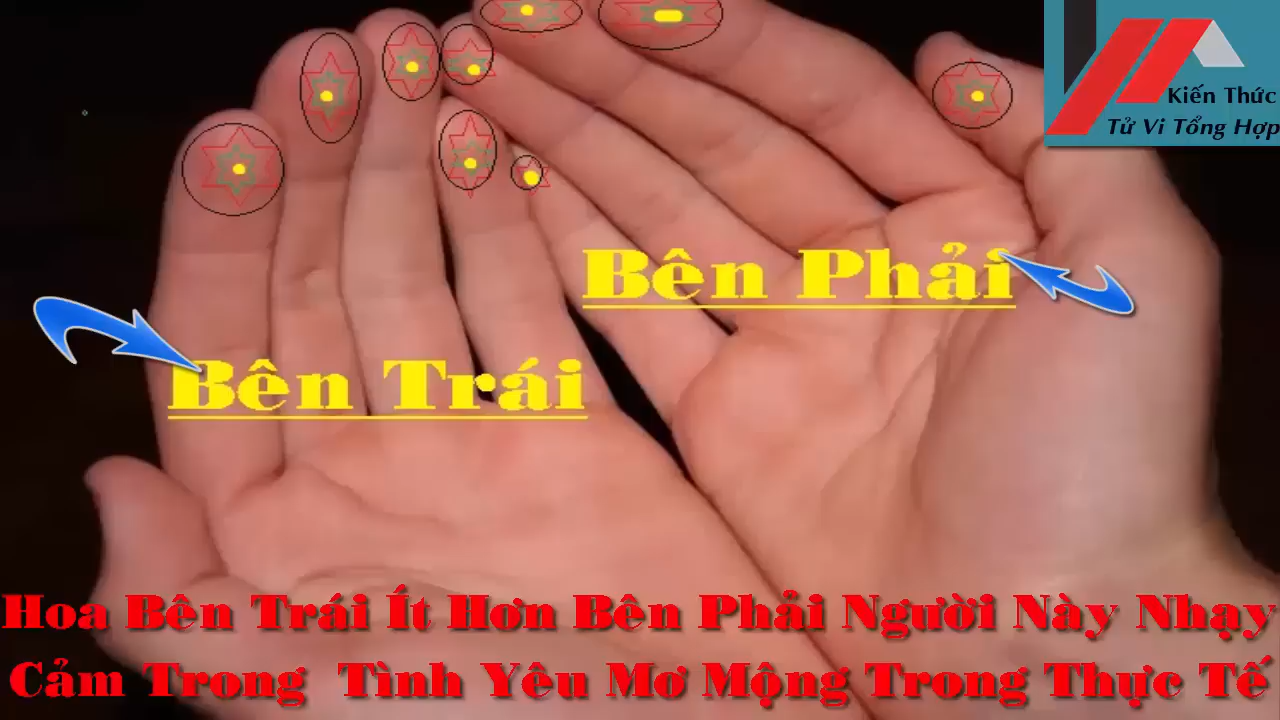 Kiến Thức
Tử Vi Tổng Hợp
Bên Phải
Bên Trái
Hoa Bên Trái Ít Hơn Bên Phải Người Này Nhạy
Cảm Trong Tình Yêu Mơ Mộng Trong Thực Tế